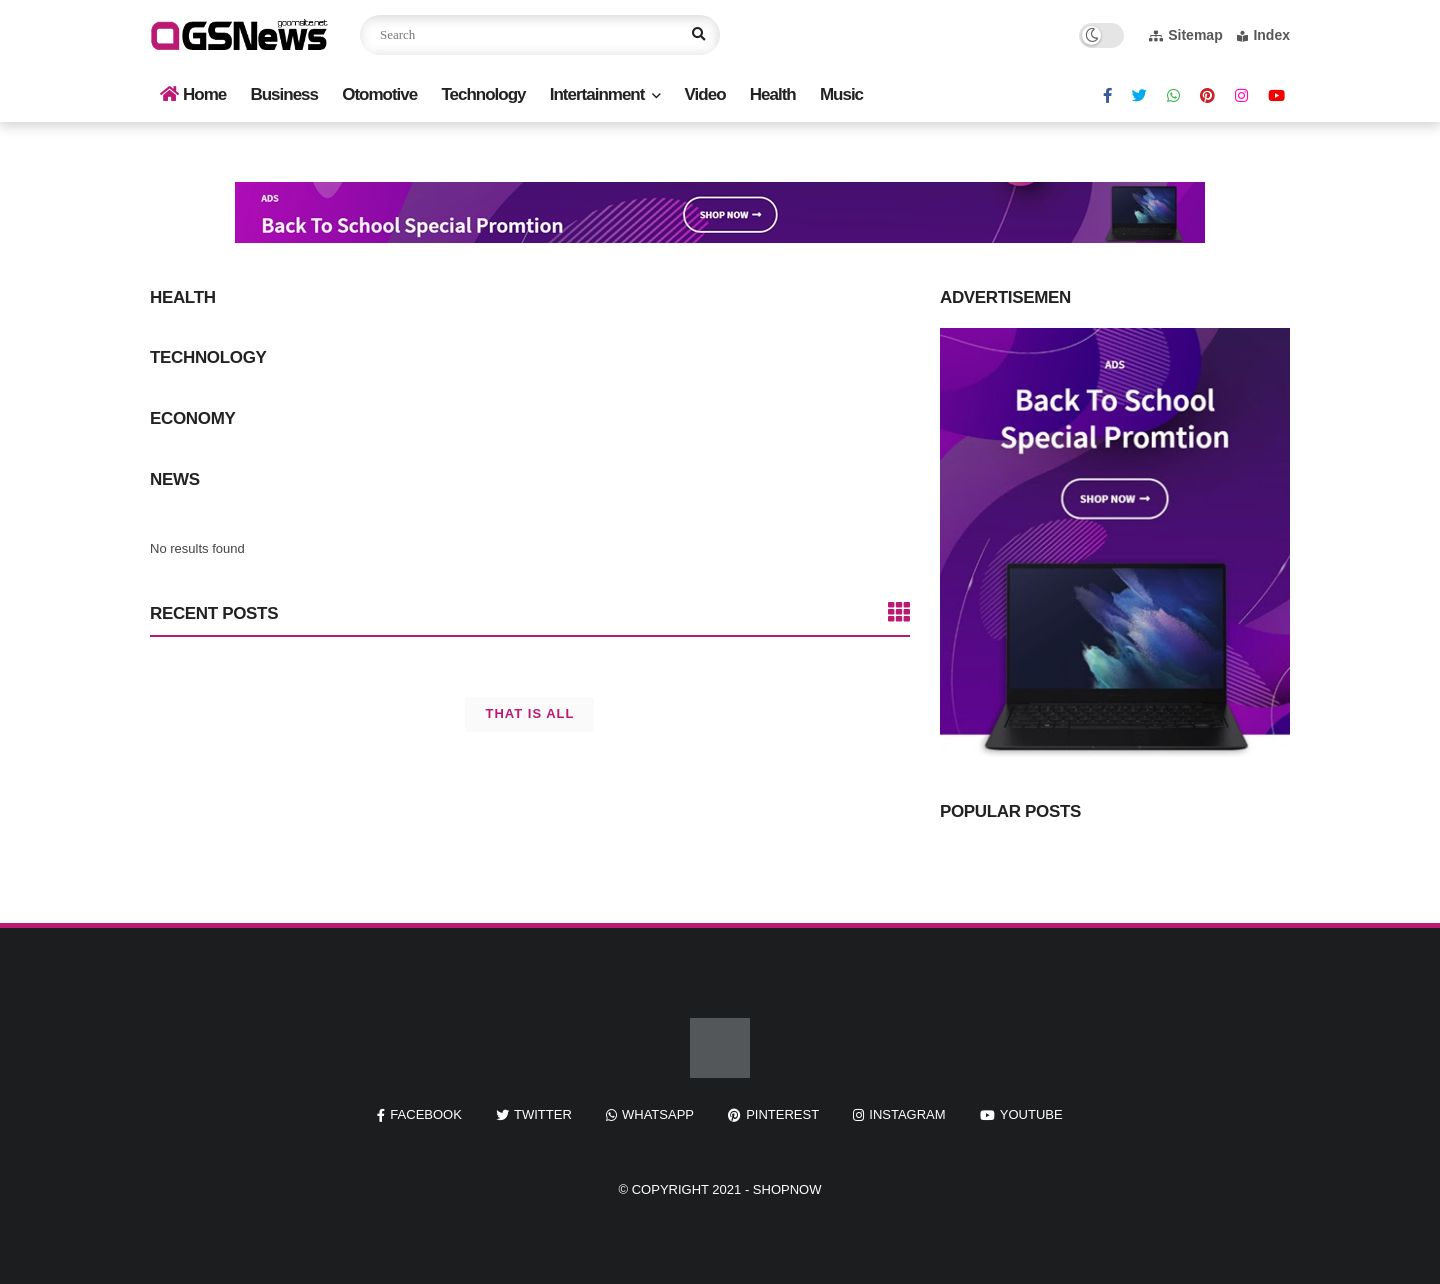 goomsite.net
GSNews
Search
Sitemap
Index
Home
Business
Otomotive
Technology
Intertainment
Video
Health
Music
ADS
Back To School Special Promtion
SHOP NOW
HEALTH
TECHNOLOGY
ECONOMY
NEWS
No results found
RECENT POSTS
THAT IS ALL
ADVERTISEMEN
ADS
Back To School
Special Promtion
SHOP NOW
POPULAR POSTS
FACEBOOK
TWITTER
WHATSAPP
PINTEREST
INSTAGRAM
YOUTUBE
© COPYRIGHT 2021 - SHOPNOW